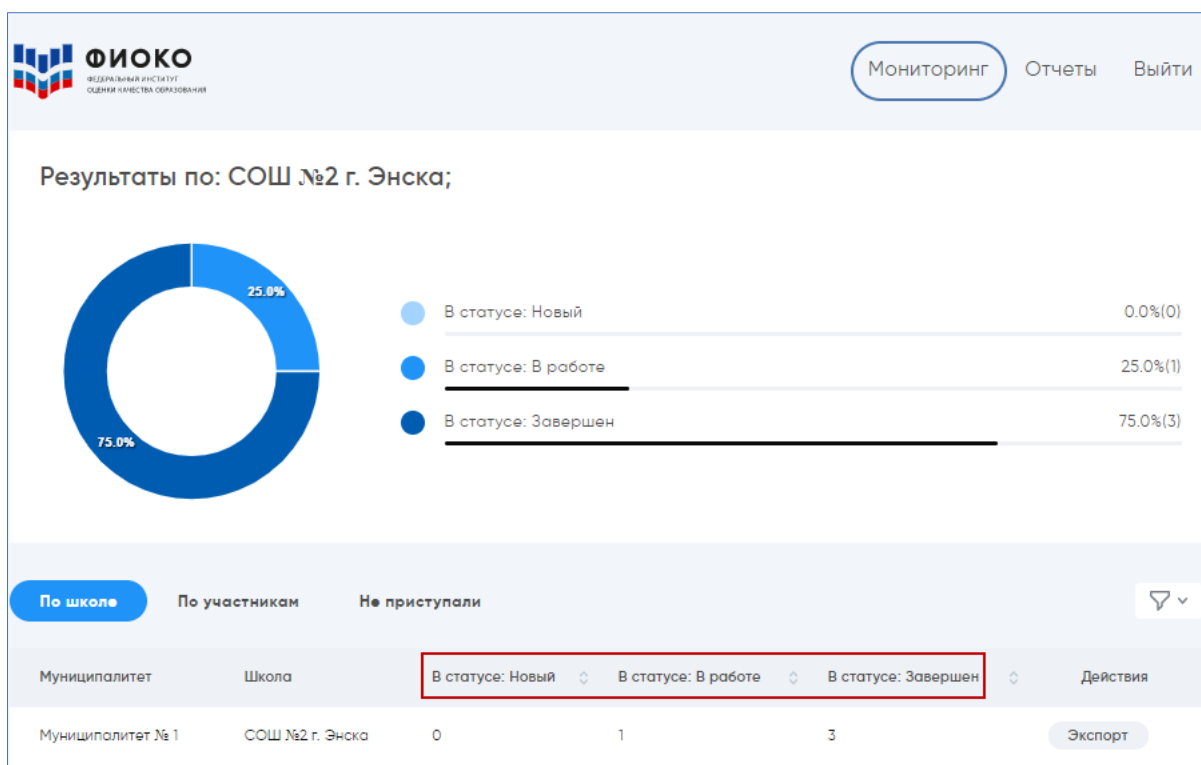 ФИОКО
ФЕДЕРАЛЬНЫЙ ИНСТИТУТ
ОЦЕНКИ КАЧЕСТВА ОБРАЗОВАНИЯ
Мониторинг Отчеты Выйти
Результаты по: СОШ №2 г. Энска;
25.0%
75.0%
В статусе: Новый 0.0%(0)
В статусе: В работе 25.0%(1)
В статусе: Завершен 75.0%(3)
По школе По участникам Не приступали
Муниципалитет Школа В статусе: Новый В статусе: В работе В статусе: Завершен Действия
Муниципалитет № 1 СОШ №2 г. Энска 0 1 3 Экспорт